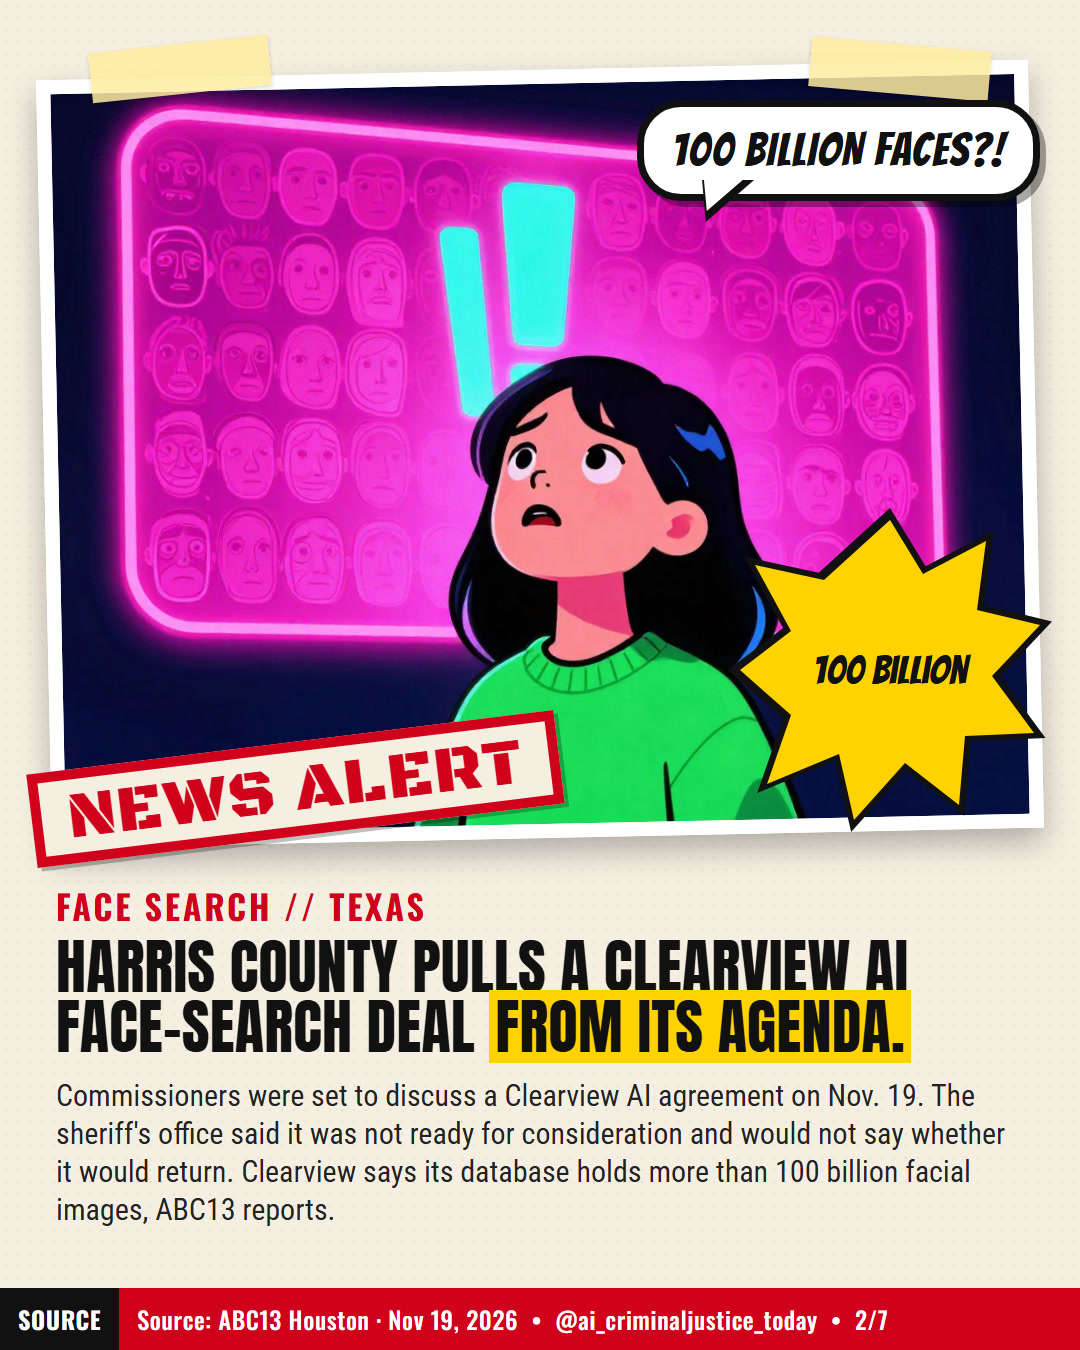 100 BILLION FACES?!
100 BILLION
NEWS ALERT
FACE SEARCH // TEXAS
HARRIS COUNTY PULLS A CLEARVIEW AI
FACE-SEARCH DEAL FROM ITS AGENDA.
Commissioners were set to discuss a Clearview AI agreement on Nov. 19. The
sheriff's office said it was not ready for consideration and would not say whether
it would return. Clearview says its database holds more than 100 billion facial
images, ABC13 reports.
SOURCE Source: ABC13 Houston · Nov 19, 2026 • @ai_criminaljustice_today • 2/7